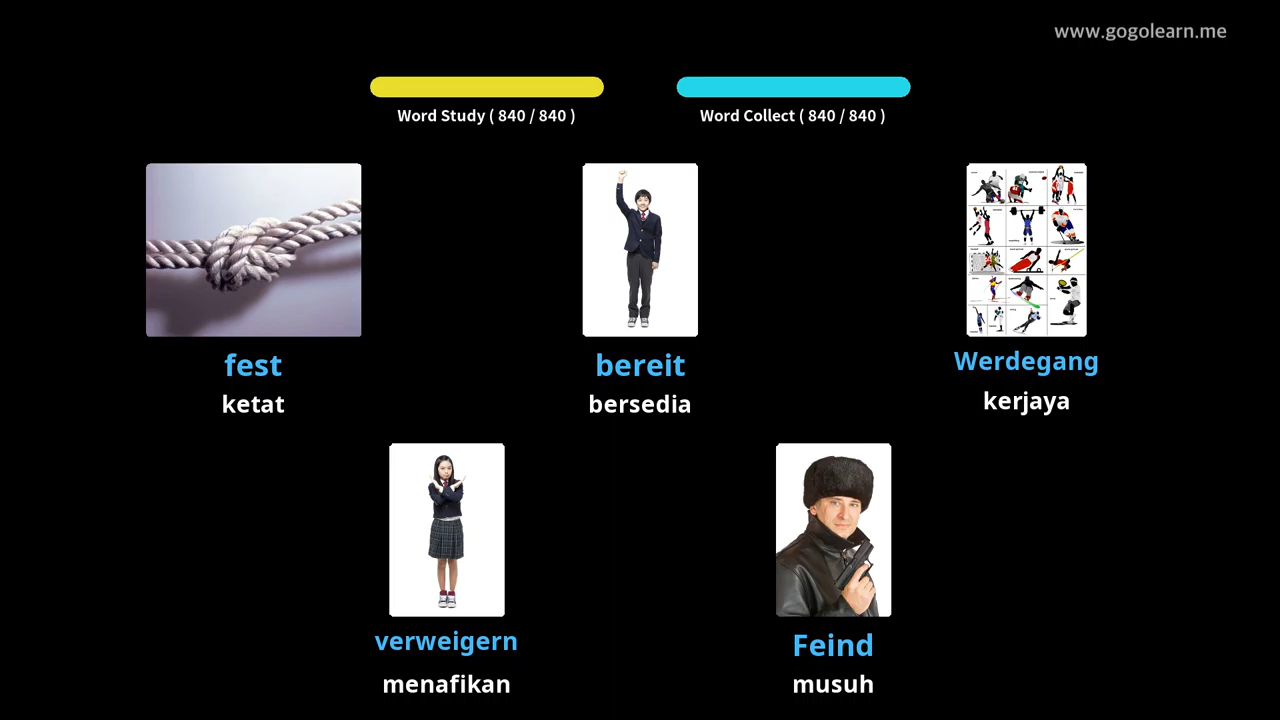 www.gogolearn.me
Word Study ( 840 / 840 )
Word Collect ( 840 / 840 )
fest
ketat
bereit
bersedia
Werdegang
kerjaya
verweigern
menafikan
Feind
musuh